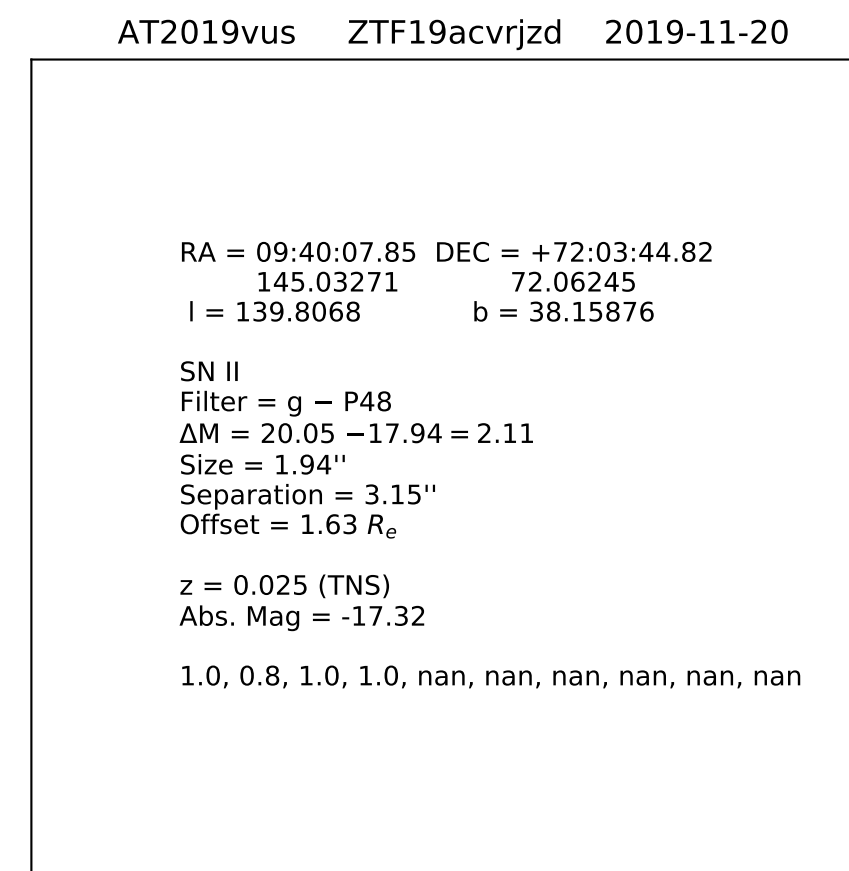 AT2019vus ZTF19acvrjzd 2019-11-20
RA = 09:40:07.85 DEC = +72:03:44.82
145.03271 72.06245
l = 139.8068 b = 38.15876
SN II
Filter = g − P48
ΔM = 20.05 −17.94 = 2.11
Size = 1.94''
Separation = 3.15''
Offset = 1.63 Rₑ
z = 0.025 (TNS)
Abs. Mag = -17.32
1.0, 0.8, 1.0, 1.0, nan, nan, nan, nan, nan, nan